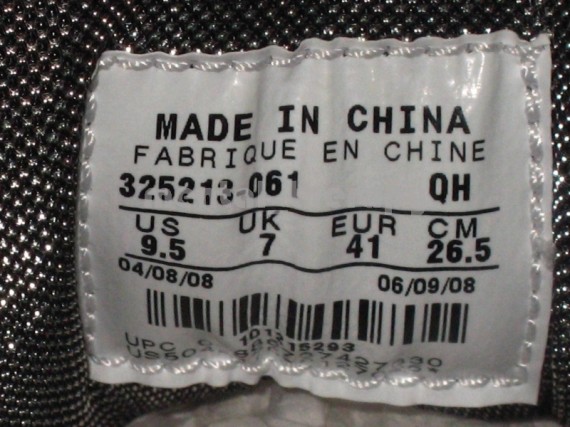 MADE IN CHINA
FABRIQUE EN CHINE
325213 061 QH
US UK EUR CM
9.5 7 41 26.5
04/08/08 06/09/08
UPC